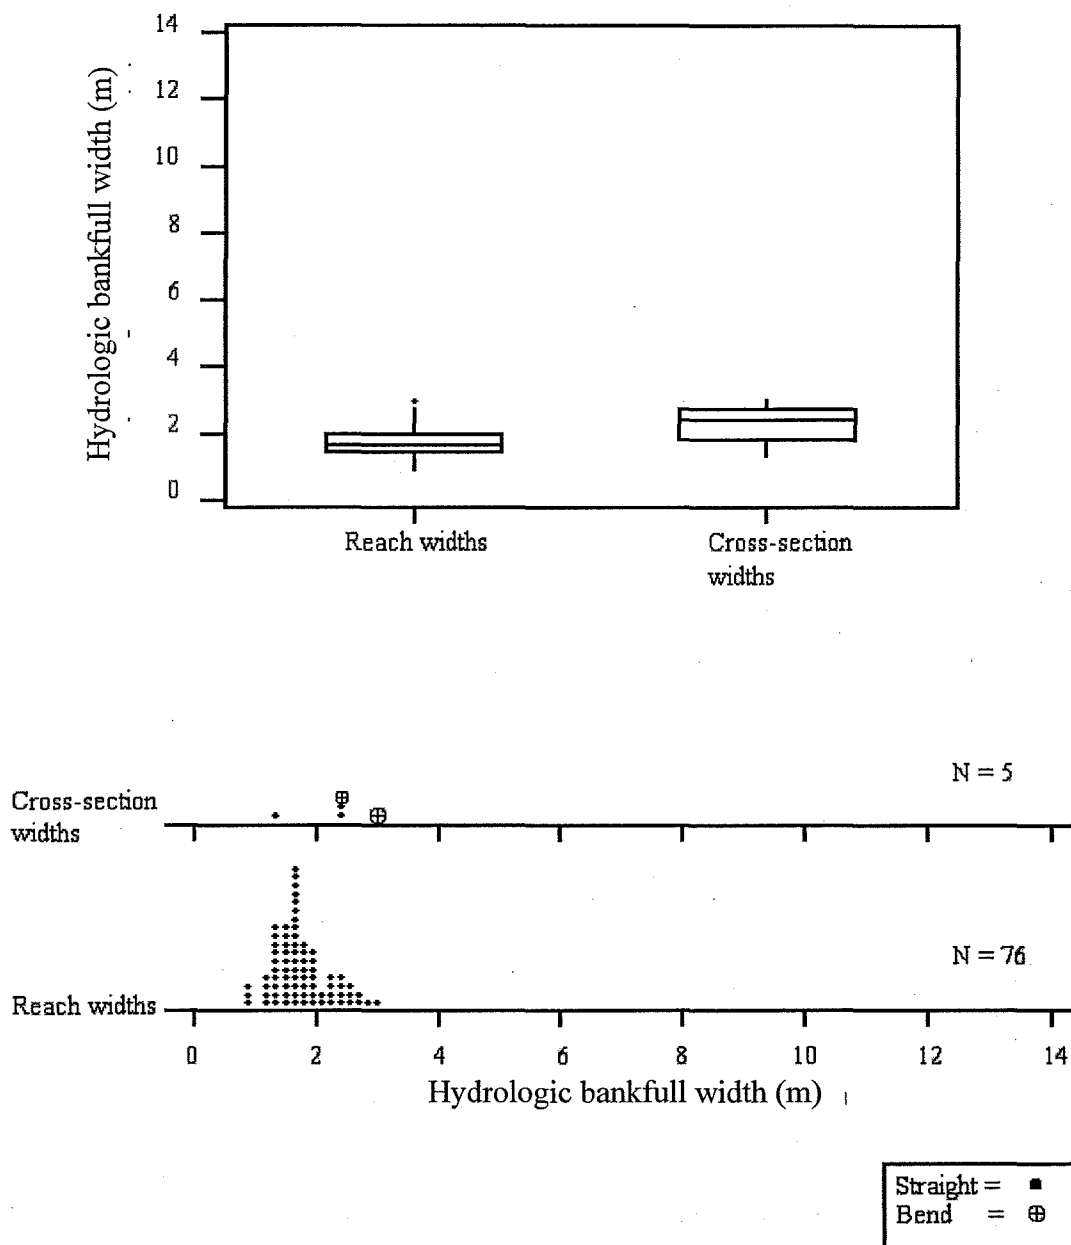 Hydrologic bankfull width (m)
14
12
10
8
6
4
2
0
Reach widths
Cross-section
widths
N = 5
Cross-section
widths
N = 76
Reach widths
0 2 4 6 8 10 12 14
Hydrologic bankfull width (m)
Straight = ■
Bend = ⊕